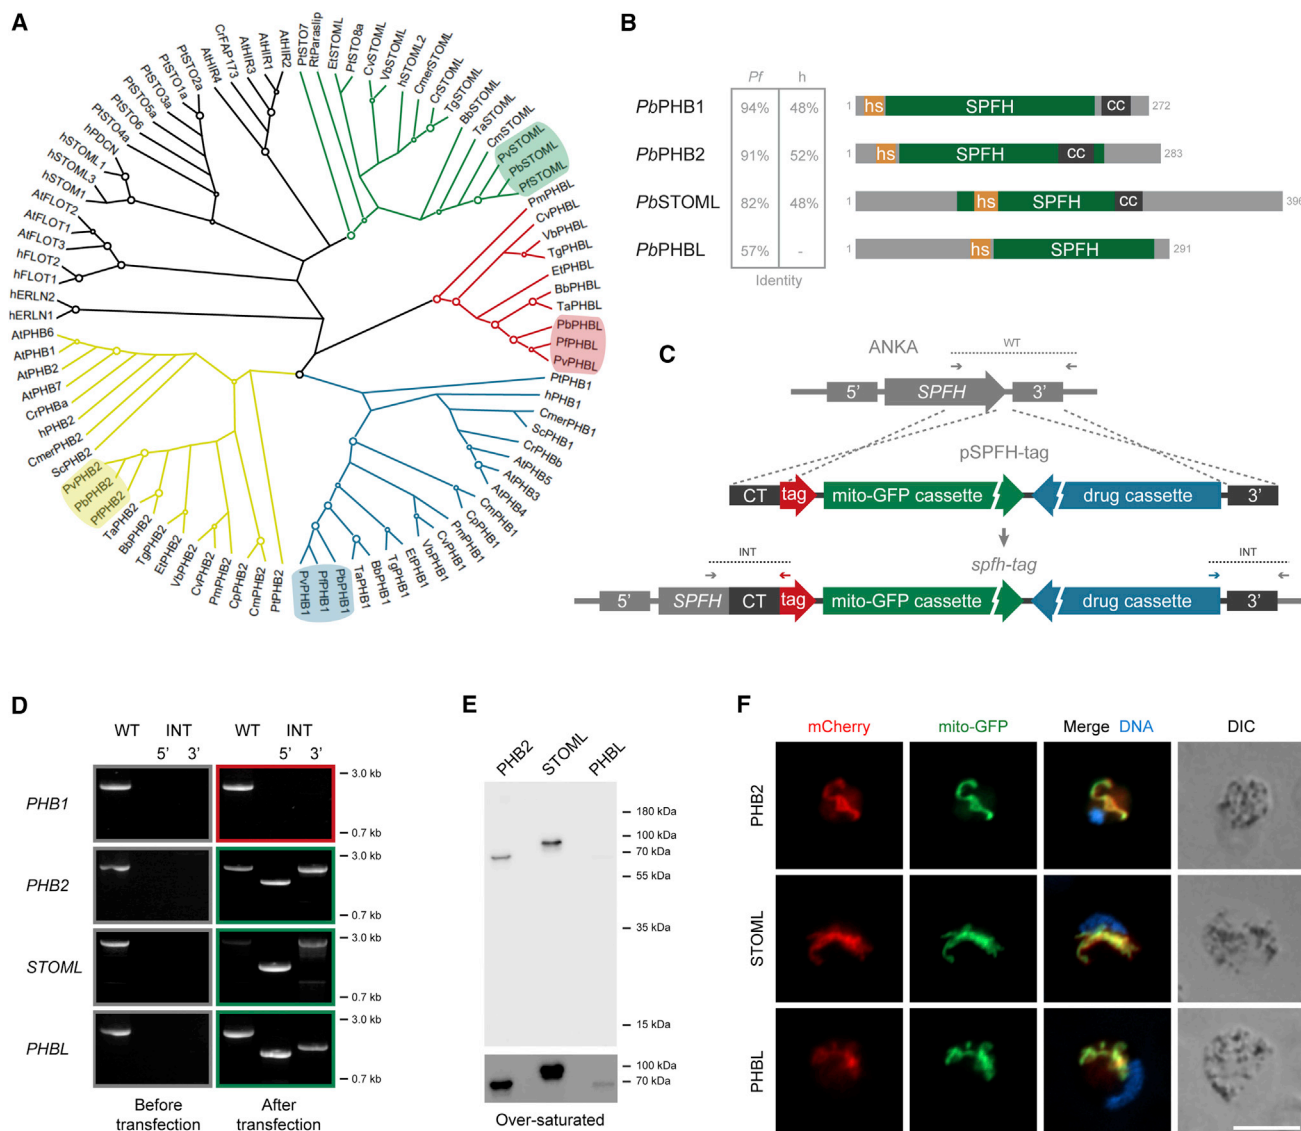 A
PtSTO4a
PtSTO6
PtSTO5a
PtSTO3a
PtSTO1a
PtSTO2a
AtHIR4
CrFAP173
AtHIR3
AtHIR1
AtHIR2
PtSTO7
RtParaslip
EtSTOML
PtSTO8a
CvSTOML
VbSTOML
hSTOML2
CmerSTOML
CrSTOML
TgSTOML
BbSTOML
TaSTOML
CmSTOML
PvSTOML
PbSTOML
PfSTOML
PmPHBL
CvPHBL
VbPHBL
TgPHBL
EtPHBL
BbPHBL
TaPHBL
PbPHBL
PfPHBL
PvPHBL
PtPHB1
hPHB1
CmerPHB1
ScPHB1
CrPHBb
AtPHB5
AtPHB3
AtPHB4
CmPHB1
CpPHB1
PmPHB1
CvPHB1
VbPHB1
EtPHB1
TgPHB1
BbPHB1
TaPHB1
PbPHB1
PfPHB1
PvPHB1
PtPHB2
CmPHB2
CpPHB2
PmPHB2
CvPHB2
VbPHB2
EtPHB2
TgPHB2
BbPHB2
TaPHB2
PfPHB2
PbPHB2
PvPHB2
ScPHB2
CmerPHB2
hPHB2
CrPHBa
AtPHB7
AtPHB2
AtPHB1
AtPHB6
hERLN1
hERLN2
hFLOT1
hFLOT2
AtFLOT3
AtFLOT1
AtFLOT2
hSTOM1
hSTOML3
hSTOML1
hPDCN
B
Pf h
PbPHB1 94% 48% 1 hs SPFH CC 272
PbPHB2 91% 52% 1 hs SPFH CC 283
PbSTOML 82% 48% 1 hs SPFH CC 396
PbPHBL 57% - 1 hs SPFH 291
Identity
C
ANKA WT
5' SPFH 3'
pSPFH-tag
CT tag mito-GFP cassette drug cassette 3'
INT spfh-tag INT
5' SPFH CT tag mito-GFP cassette drug cassette 3'
D
WT INT WT INT
5' 3' 5' 3'
PHB1 3.0 kb
0.7 kb
PHB2 3.0 kb
0.7 kb
STOML 3.0 kb
0.7 kb
PHBL 3.0 kb
0.7 kb
Before transfection
After transfection
E
PHB2 STOML PHBL
180 kDa
100 kDa
70 kDa
55 kDa
35 kDa
15 kDa
100 kDa
70 kDa
Over-saturated
F
mCherry mito-GFP Merge DNA DIC
PHB2
STOML
PHBL